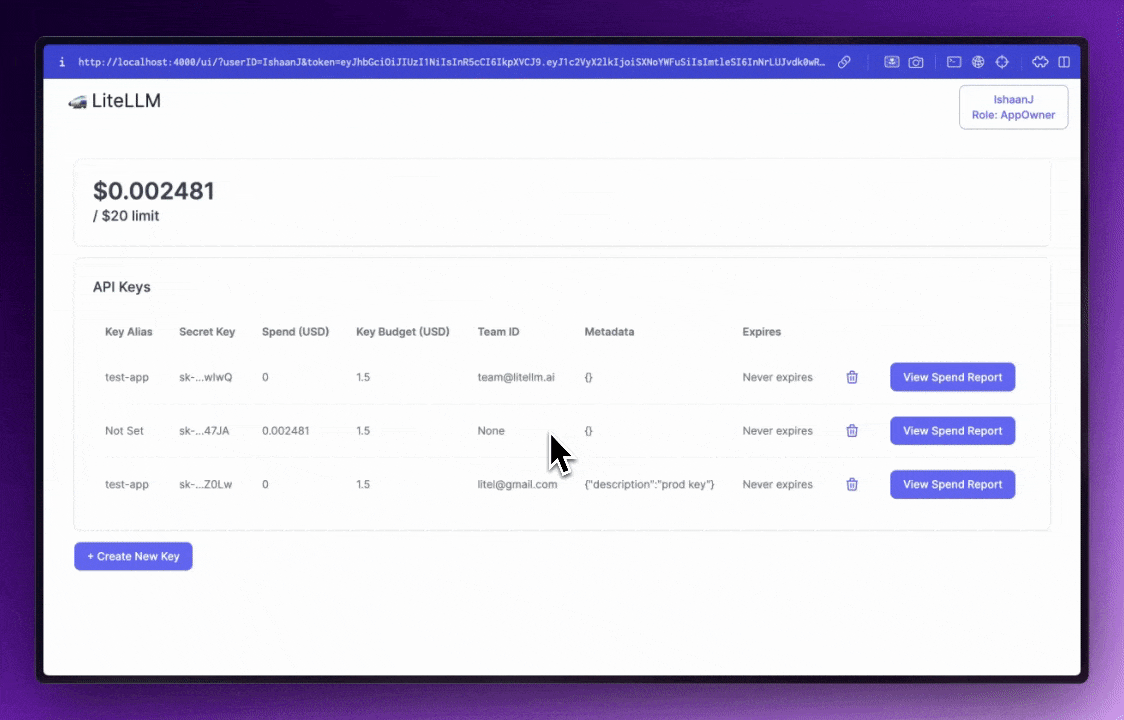 http://localhost:4000/ui/?userID=IshaanJ&token=eyJhbGciOiJIUzI1NiIsInR5cCI6IkpXVCJ9.eyJ1c2VyX2lkIjoiSXNoYWFuSiIsImtleSI6InNrLUJvdk0wR…
LiteLLM
IshaanJ
Role: AppOwner
$0.002481
/ $20 limit
API Keys
Key Alias Secret Key Spend (USD) Key Budget (USD) Team ID Metadata Expires
test-app sk-...wIwQ 0 1.5 team@litellm.ai {} Never expires View Spend Report
Not Set sk-...47JA 0.002481 1.5 None {} Never expires View Spend Report
test-app sk-...Z0Lw 0 1.5 litel@gmail.com {"description":"prod key"} Never expires View Spend Report
+ Create New Key